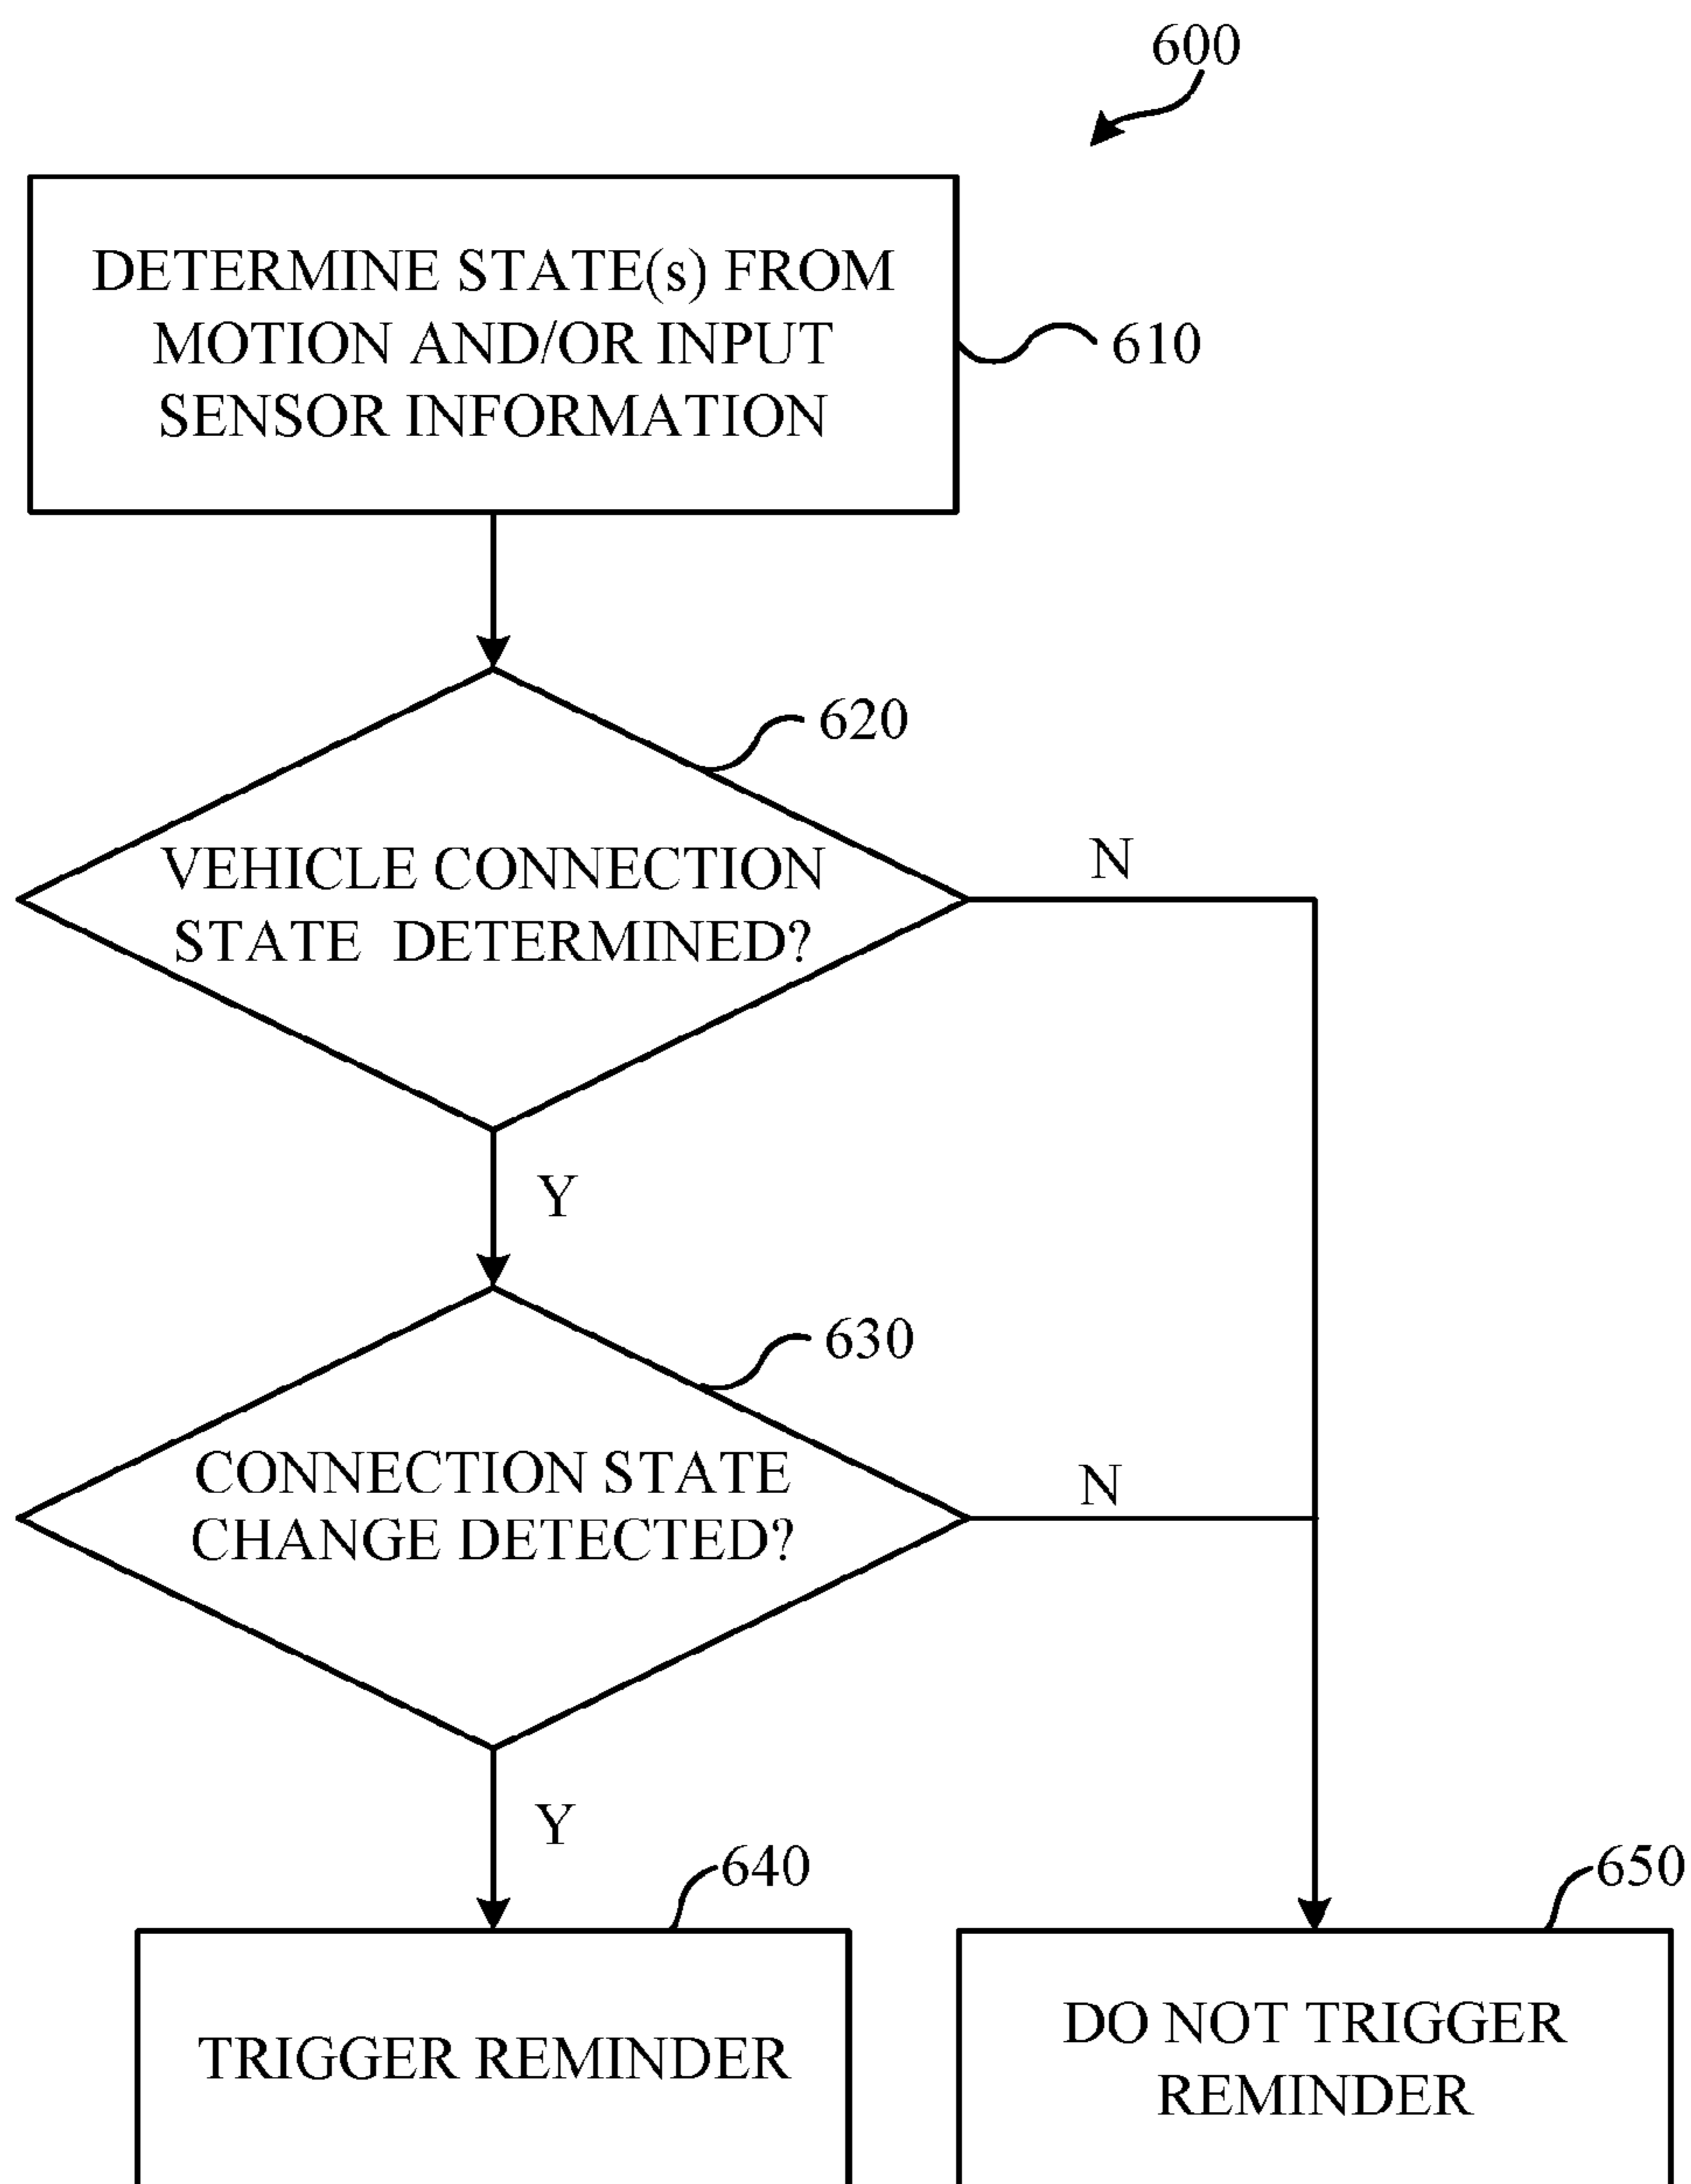 600
DETERMINE STATE(s) FROM
MOTION AND/OR INPUT
SENSOR INFORMATION
610
620
VEHICLE CONNECTION
STATE DETERMINED?
N
Y
630
CONNECTION STATE
CHANGE DETECTED?
N
Y
640
650
TRIGGER REMINDER
DO NOT TRIGGER
REMINDER